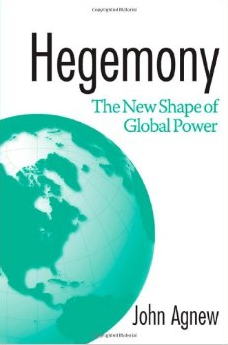 Hegemony
The New Shape of
Global Power
John Agnew